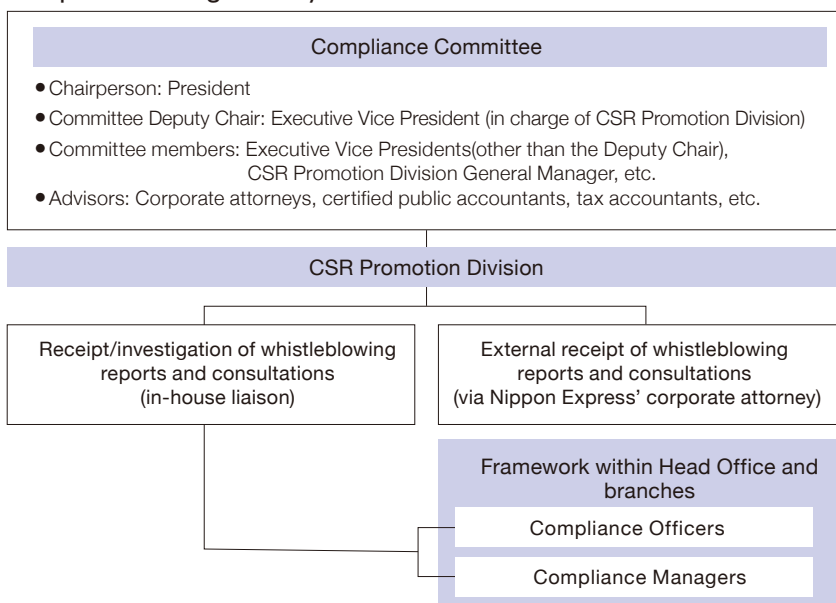 Compliance Committee
●Chairperson: President
●Committee Deputy Chair: Executive Vice President (in charge of CSR Promotion Division)
●Committee members: Executive Vice Presidents(other than the Deputy Chair),
CSR Promotion Division General Manager, etc.
●Advisors: Corporate attorneys, certified public accountants, tax accountants, etc.
CSR Promotion Division
Receipt/investigation of whistleblowing
reports and consultations
(in-house liaison)
External receipt of whistleblowing
reports and consultations
(via Nippon Express' corporate attorney)
Framework within Head Office and
branches
Compliance Officers
Compliance Managers